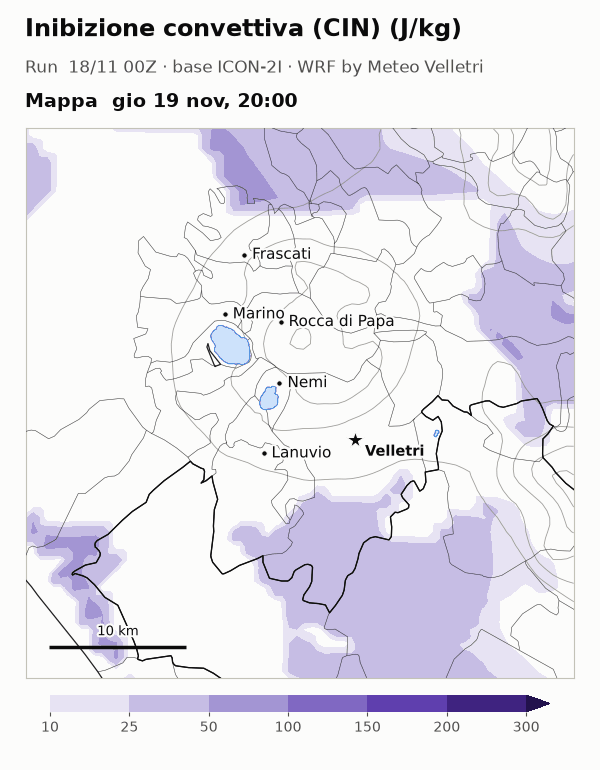 Inibizione convettiva (CIN) (J/kg)
Run  18/11 00Z · base ICON-2I · WRF by Meteo Velletri
Mappa  gio 19 nov, 20:00
Frascati
Marino
Rocca di Papa
Nemi
Velletri
Lanuvio
10 km
10 25 50 100 150 200 300